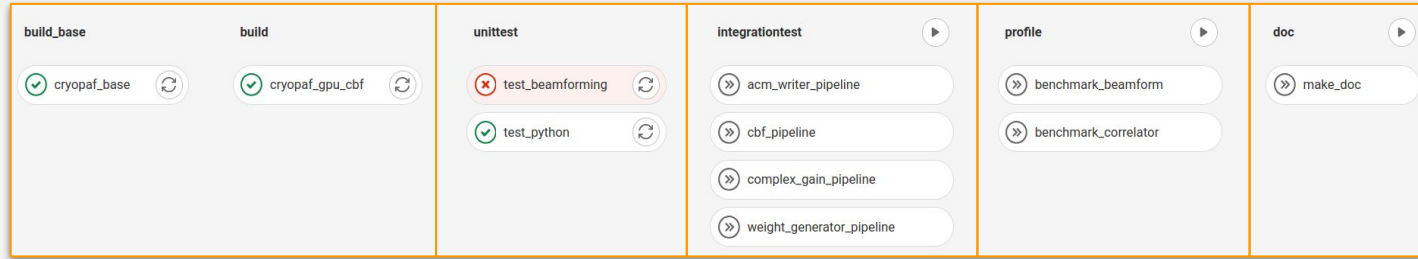 build_base
cryopaf_base
build
cryopaf_gpu_cbf
unittest
test_beamforming
test_python
integrationtest
acm_writer_pipeline
cbf_pipeline
complex_gain_pipeline
weight_generator_pipeline
profile
benchmark_beamform
benchmark_correlator
doc
make_doc